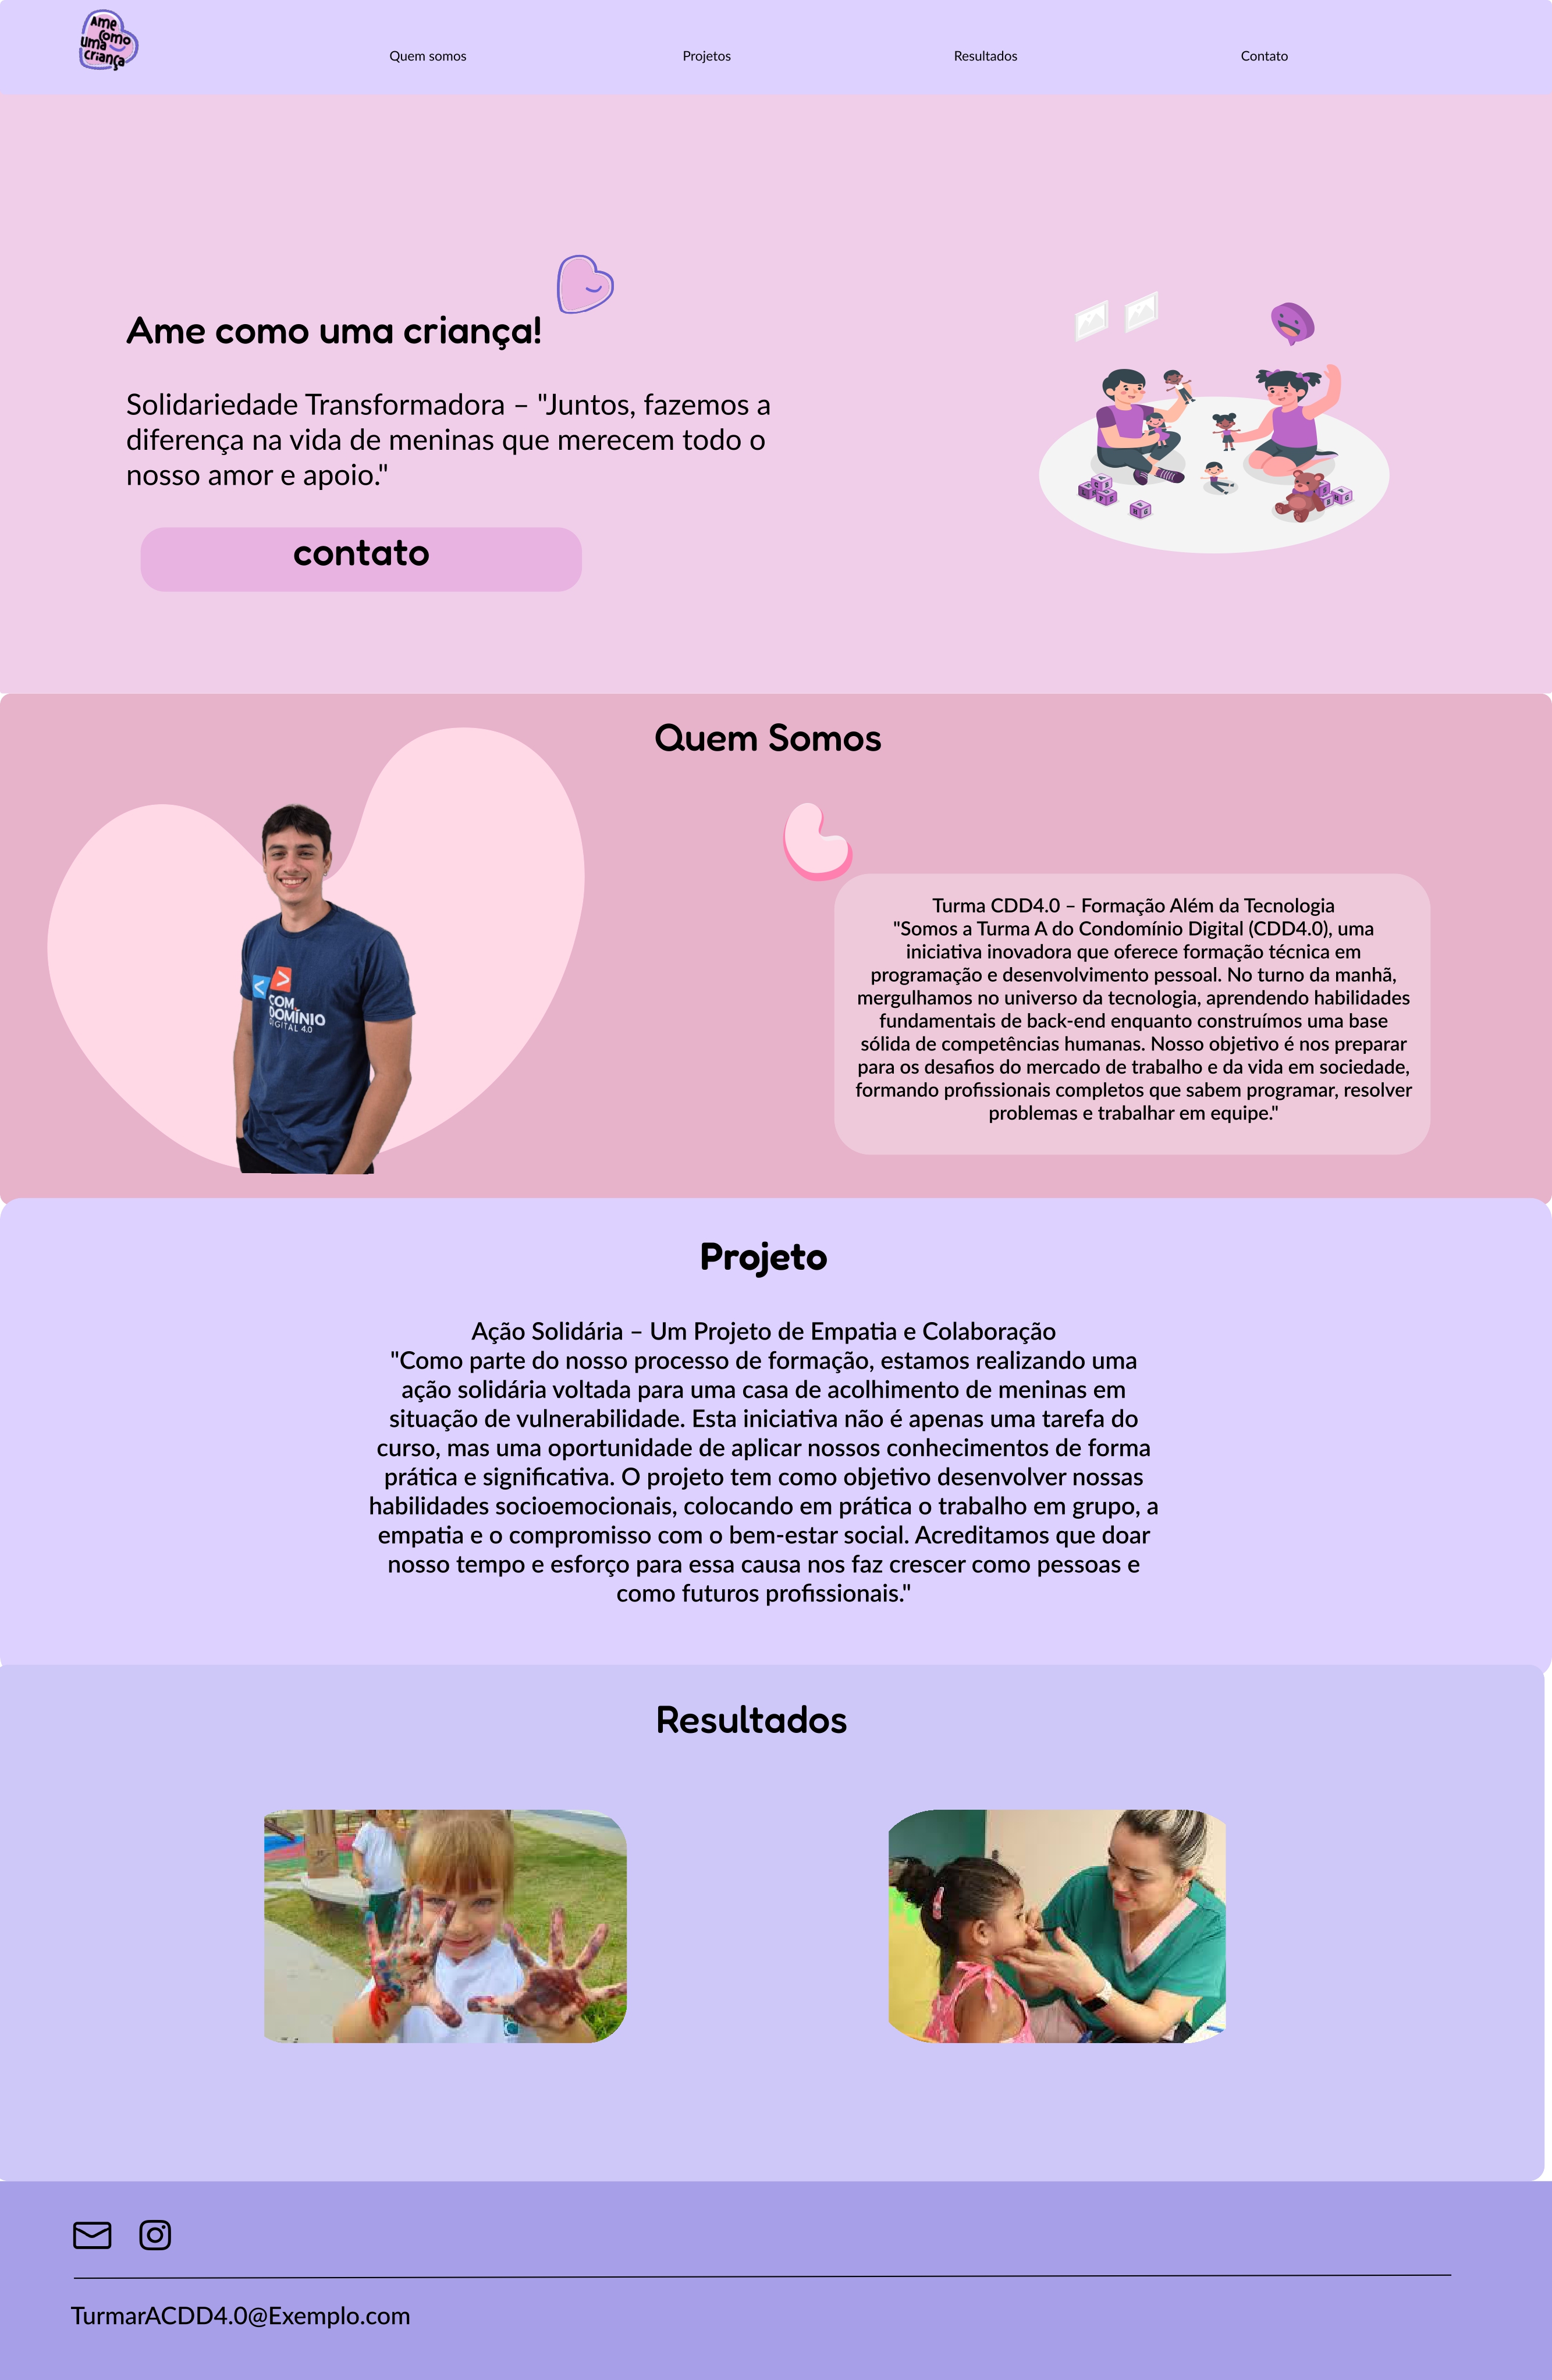 Ame
Como
uma
criança
Quem somos
Projetos
Resultados
Contato
Ame como uma criança!
Solidariedade Transformadora – "Juntos, fazemos a
diferença na vida de meninas que merecem todo o
nosso amor e apoio."
contato
Quem Somos
COM
DOMÍNIO
DIGITAL 4.0
Turma CDD4.0 – Formação Além da Tecnologia
"Somos a Turma A do Condomínio Digital (CDD4.0), uma
iniciativa inovadora que oferece formação técnica em
programação e desenvolvimento pessoal. No turno da manhã,
mergulhamos no universo da tecnologia, aprendendo habilidades
fundamentais de back-end enquanto construímos uma base
sólida de competências humanas. Nosso objetivo é nos preparar
para os desafios do mercado de trabalho e da vida em sociedade,
formando profissionais completos que sabem programar, resolver
problemas e trabalhar em equipe."
Projeto
Ação Solidária – Um Projeto de Empatia e Colaboração
"Como parte do nosso processo de formação, estamos realizando uma
ação solidária voltada para uma casa de acolhimento de meninas em
situação de vulnerabilidade. Esta iniciativa não é apenas uma tarefa do
curso, mas uma oportunidade de aplicar nossos conhecimentos de forma
prática e significativa. O projeto tem como objetivo desenvolver nossas
habilidades socioemocionais, colocando em prática o trabalho em grupo, a
empatia e o compromisso com o bem-estar social. Acreditamos que doar
nosso tempo e esforço para essa causa nos faz crescer como pessoas e
como futuros profissionais."
Resultados
TurmarACDD4.0@Exemplo.com